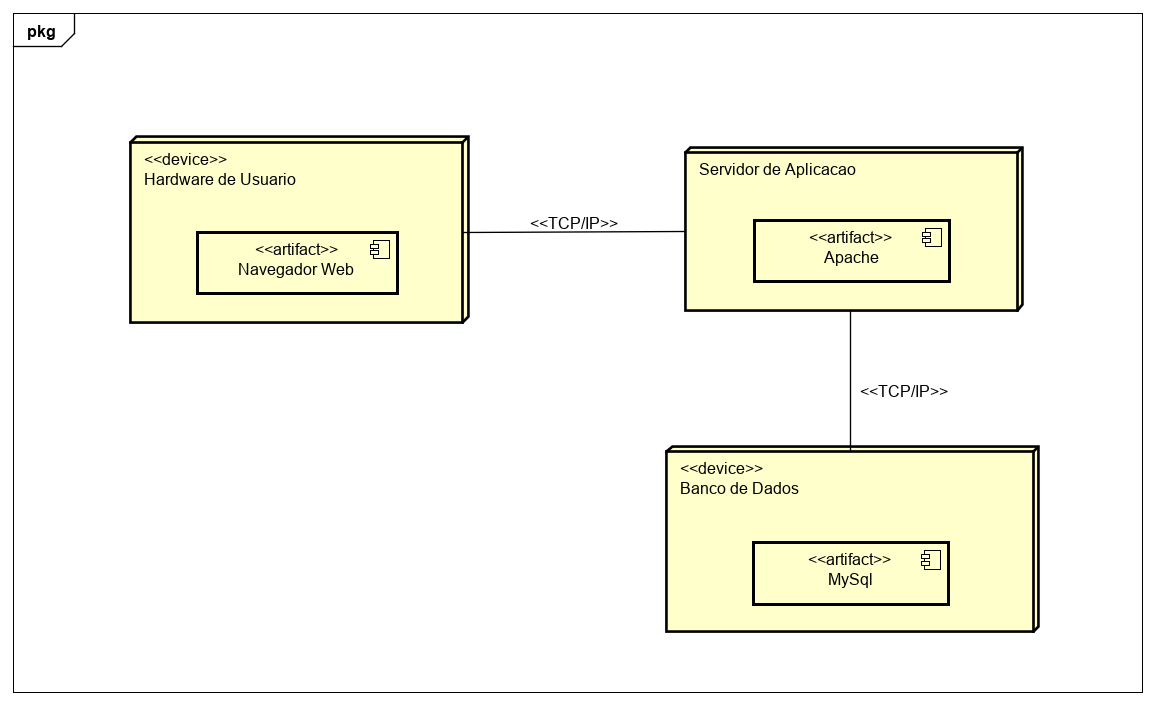 pkg
<<device>>
Hardware de Usuario
<<artifact>>
Navegador Web
<<TCP/IP>>
Servidor de Aplicacao
<<artifact>>
Apache
<<TCP/IP>>
<<device>>
Banco de Dados
<<artifact>>
MySql